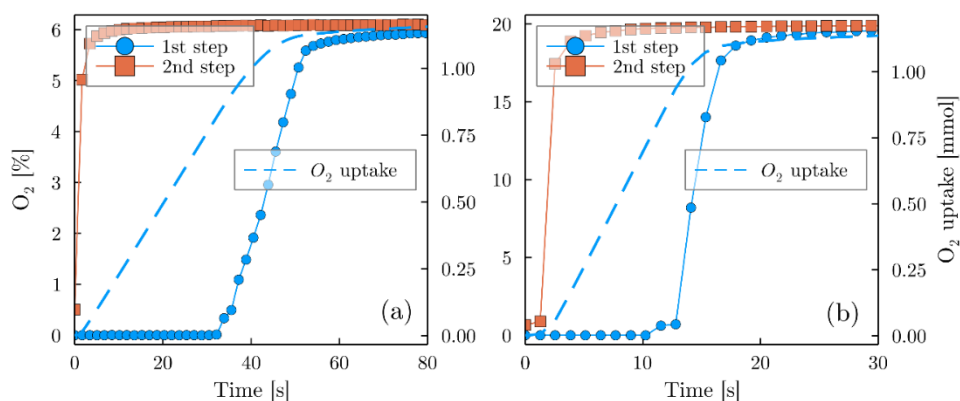 6
5
4
3
2
1
0
O₂ [%]
1st step
2nd step
O₂ uptake
1.00
0.75
0.50
0.25
0.00
(a)
0
20
40
60
80
Time [s]
20
15
10
5
0
1st step
2nd step
O₂ uptake
1.00
0.75
0.50
0.25
0.00
O₂ uptake [mmol]
(b)
0
10
20
30
Time [s]